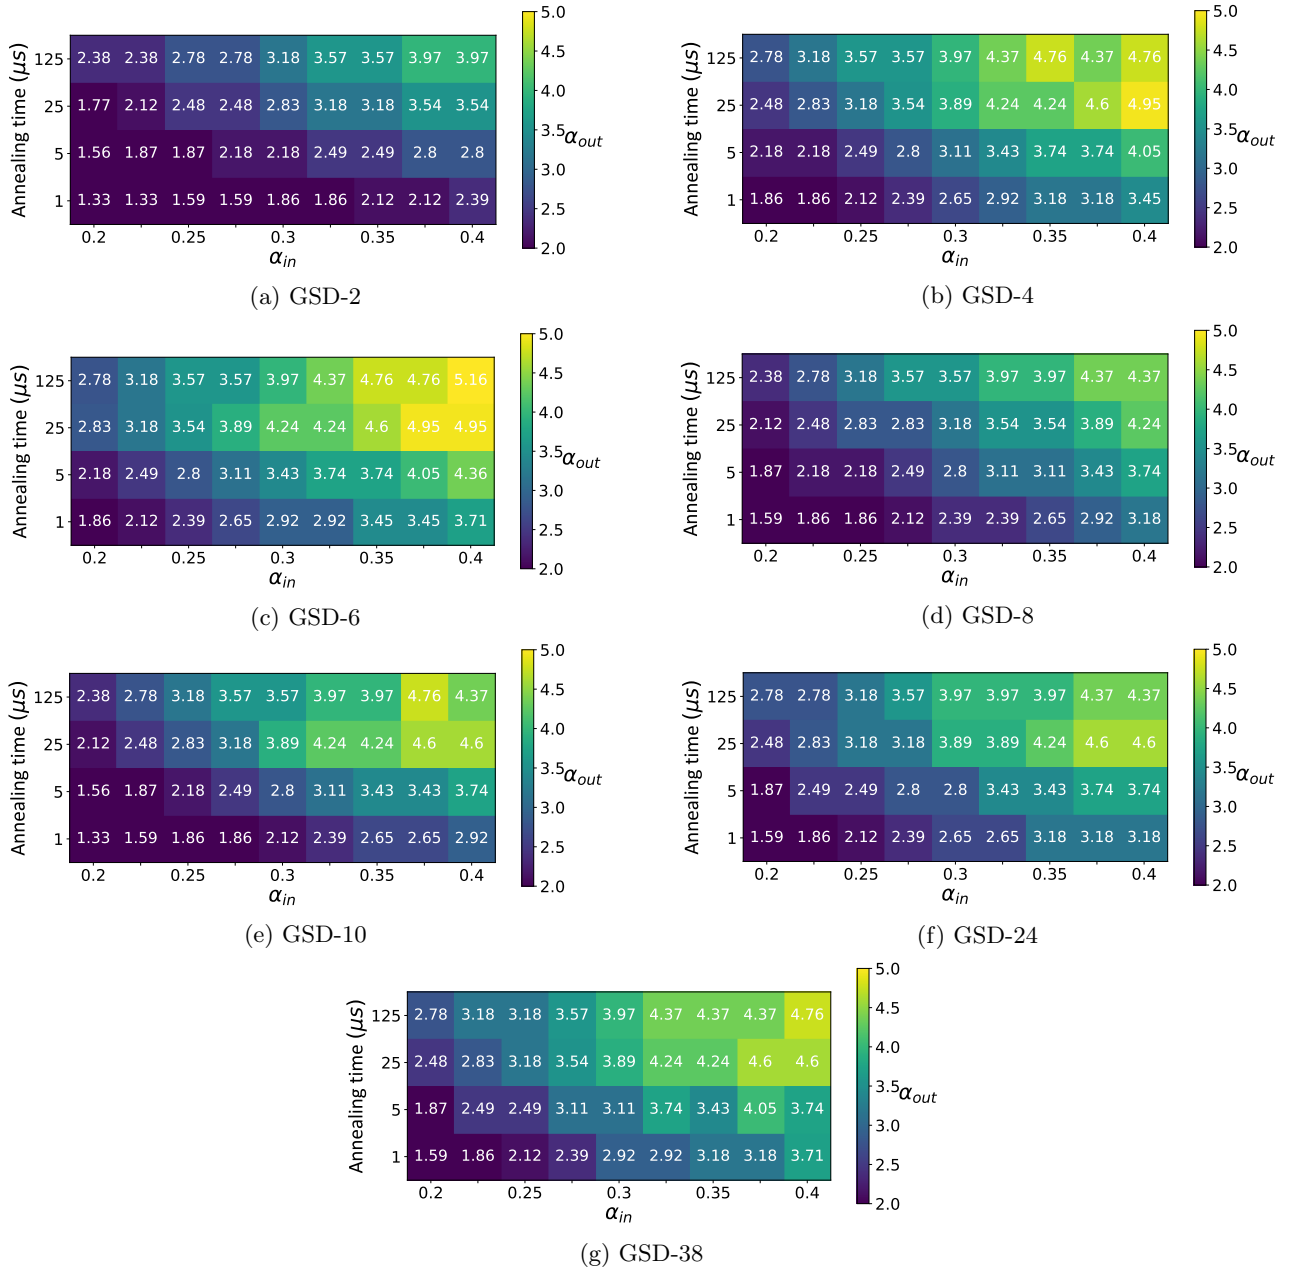 Annealing time (μs)
125 2.38 2.38 2.78 2.78 3.18 3.57 3.57 3.97 3.97
25 1.77 2.12 2.48 2.48 2.83 3.18 3.18 3.54 3.54
5 1.56 1.87 1.87 2.18 2.18 2.49 2.49 2.8 2.8
1 1.33 1.33 1.59 1.59 1.86 1.86 2.12 2.12 2.39
0.2 0.25 0.3 0.35 0.4
α_in
5.0
4.5
4.0
3.5
3.0
2.5
2.0
α_out
(a) GSD-2
Annealing time (μs)
125 2.78 3.18 3.57 3.57 3.97 4.37 4.76 4.37 4.76
25 2.48 2.83 3.18 3.54 3.89 4.24 4.24 4.6 4.95
5 2.18 2.18 2.49 2.8 3.11 3.43 3.74 3.74 4.05
1 1.86 1.86 2.12 2.39 2.65 2.92 3.18 3.18 3.45
0.2 0.25 0.3 0.35 0.4
α_in
5.0
4.5
4.0
3.5
3.0
2.5
2.0
α_out
(b) GSD-4
Annealing time (μs)
125 2.78 3.18 3.57 3.57 3.97 4.37 4.76 4.76 5.16
25 2.83 3.18 3.54 3.89 4.24 4.24 4.6 4.95 4.95
5 2.18 2.49 2.8 3.11 3.43 3.74 3.74 4.05 4.36
1 1.86 2.12 2.39 2.65 2.92 2.92 3.45 3.45 3.71
0.2 0.25 0.3 0.35 0.4
α_in
5.0
4.5
4.0
3.5
3.0
2.5
2.0
α_out
(c) GSD-6
Annealing time (μs)
125 2.38 2.78 3.18 3.57 3.57 3.97 3.97 4.37 4.37
25 2.12 2.48 2.83 2.83 3.18 3.54 3.54 3.89 4.24
5 1.87 2.18 2.18 2.49 2.8 3.11 3.11 3.43 3.74
1 1.59 1.86 1.86 2.12 2.39 2.39 2.65 2.92 3.18
0.2 0.25 0.3 0.35 0.4
α_in
5.0
4.5
4.0
3.5
3.0
2.5
2.0
α_out
(d) GSD-8
Annealing time (μs)
125 2.38 2.78 3.18 3.57 3.57 3.97 3.97 4.76 4.37
25 2.12 2.48 2.83 3.18 3.89 4.24 4.24 4.6 4.6
5 1.56 1.87 2.18 2.49 2.8 3.11 3.43 3.43 3.74
1 1.33 1.59 1.86 1.86 2.12 2.39 2.65 2.65 2.92
0.2 0.25 0.3 0.35 0.4
α_in
5.0
4.5
4.0
3.5
3.0
2.5
2.0
α_out
(e) GSD-10
Annealing time (μs)
125 2.78 2.78 3.18 3.57 3.97 3.97 3.97 4.37 4.37
25 2.48 2.83 3.18 3.18 3.89 3.89 4.24 4.6 4.6
5 1.87 2.49 2.49 2.8 2.8 3.43 3.43 3.74 3.74
1 1.59 1.86 2.12 2.39 2.65 2.65 3.18 3.18 3.18
0.2 0.25 0.3 0.35 0.4
α_in
5.0
4.5
4.0
3.5
3.0
2.5
2.0
α_out
(f) GSD-24
Annealing time (μs)
125 2.78 3.18 3.18 3.57 3.97 4.37 4.37 4.37 4.76
25 2.48 2.83 3.18 3.54 3.89 4.24 4.24 4.6 4.6
5 1.87 2.49 2.49 3.11 3.11 3.74 3.43 4.05 3.74
1 1.59 1.86 2.12 2.39 2.92 2.92 3.18 3.18 3.71
0.2 0.25 0.3 0.35 0.4
α_in
5.0
4.5
4.0
3.5
3.0
2.5
2.0
α_out
(g) GSD-38